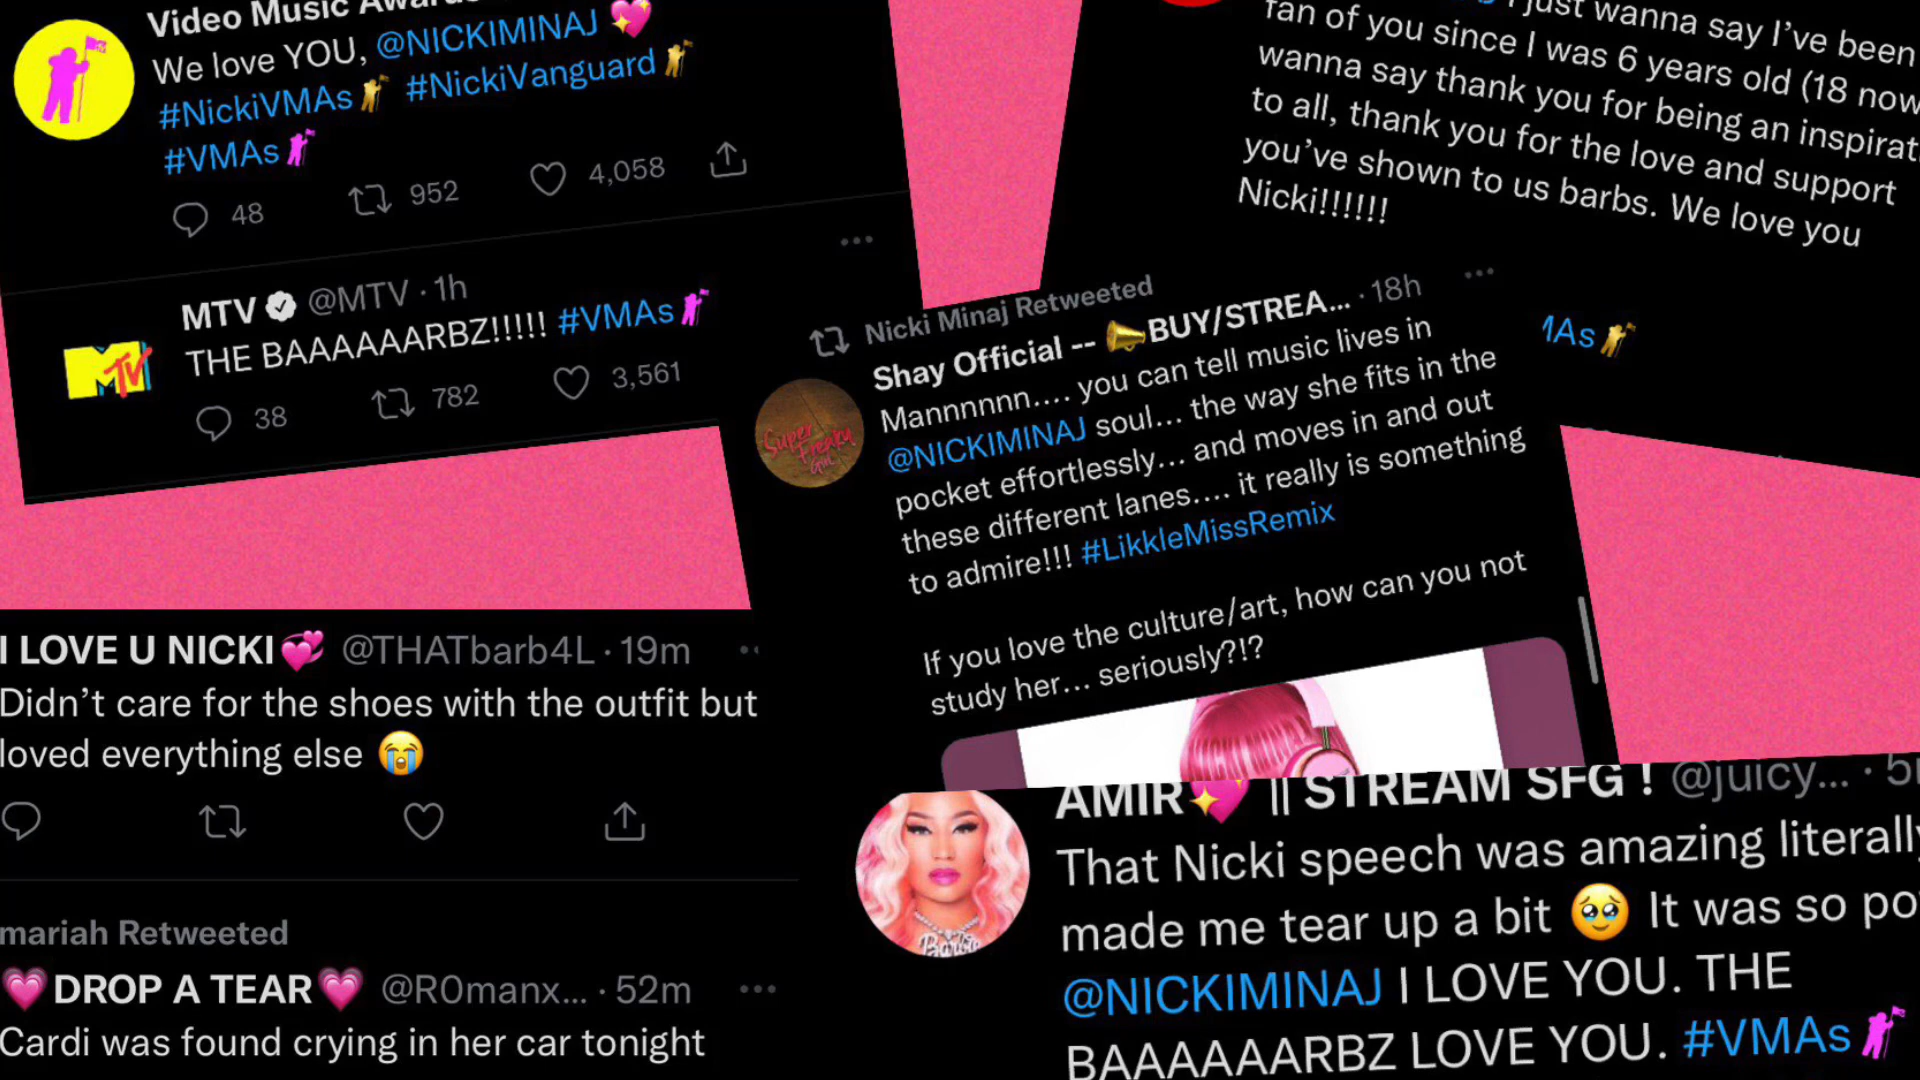 Video Music Awards
We love YOU, @NICKIMINAJ 💖
#NickiVMAs #NickiVanguard
#VMAs
48 952 4,058
MTV @MTV · 1h
THE BAAAAAARBZ!!!!! #VMAs
38 782 3,561
I just wanna say I've been
fan of you since I was 6 years old (18 now
wanna say thank you for being an
to all, thank you for the love and support
you've shown to us barbs. We love you
Nicki!!!!!!
Nicki Minaj Retweeted
Shay Official -- 📣BUY/STREA... · 18h
Mannnnnn.... you can tell music lives in
@NICKIMINAJ soul... the way she fits in the
pocket effortlessly... and moves in and out
these different lanes.... it really is something
to admire!!! #LikkleMissRemix
If you love the culture/art, how can you not
study her... seriously?!?
Super
Freaky
Girl
I LOVE U NICKI💞 @THATbarb4L · 19m
Didn't care for the shoes with the outfit but
loved everything else 😭
mariah Retweeted
💗DROP A TEAR💗 @R0manx... · 52m
Cardi was found crying in her car tonight
AMIR💖 || STREAM SFG ! @juicy... · 5
That Nicki speech was amazing literally
made me tear up a bit 🥹 It was so
@NICKIMINAJ I LOVE YOU. THE
BAAAAAARBZ LOVE YOU. #VMAs
Barbie